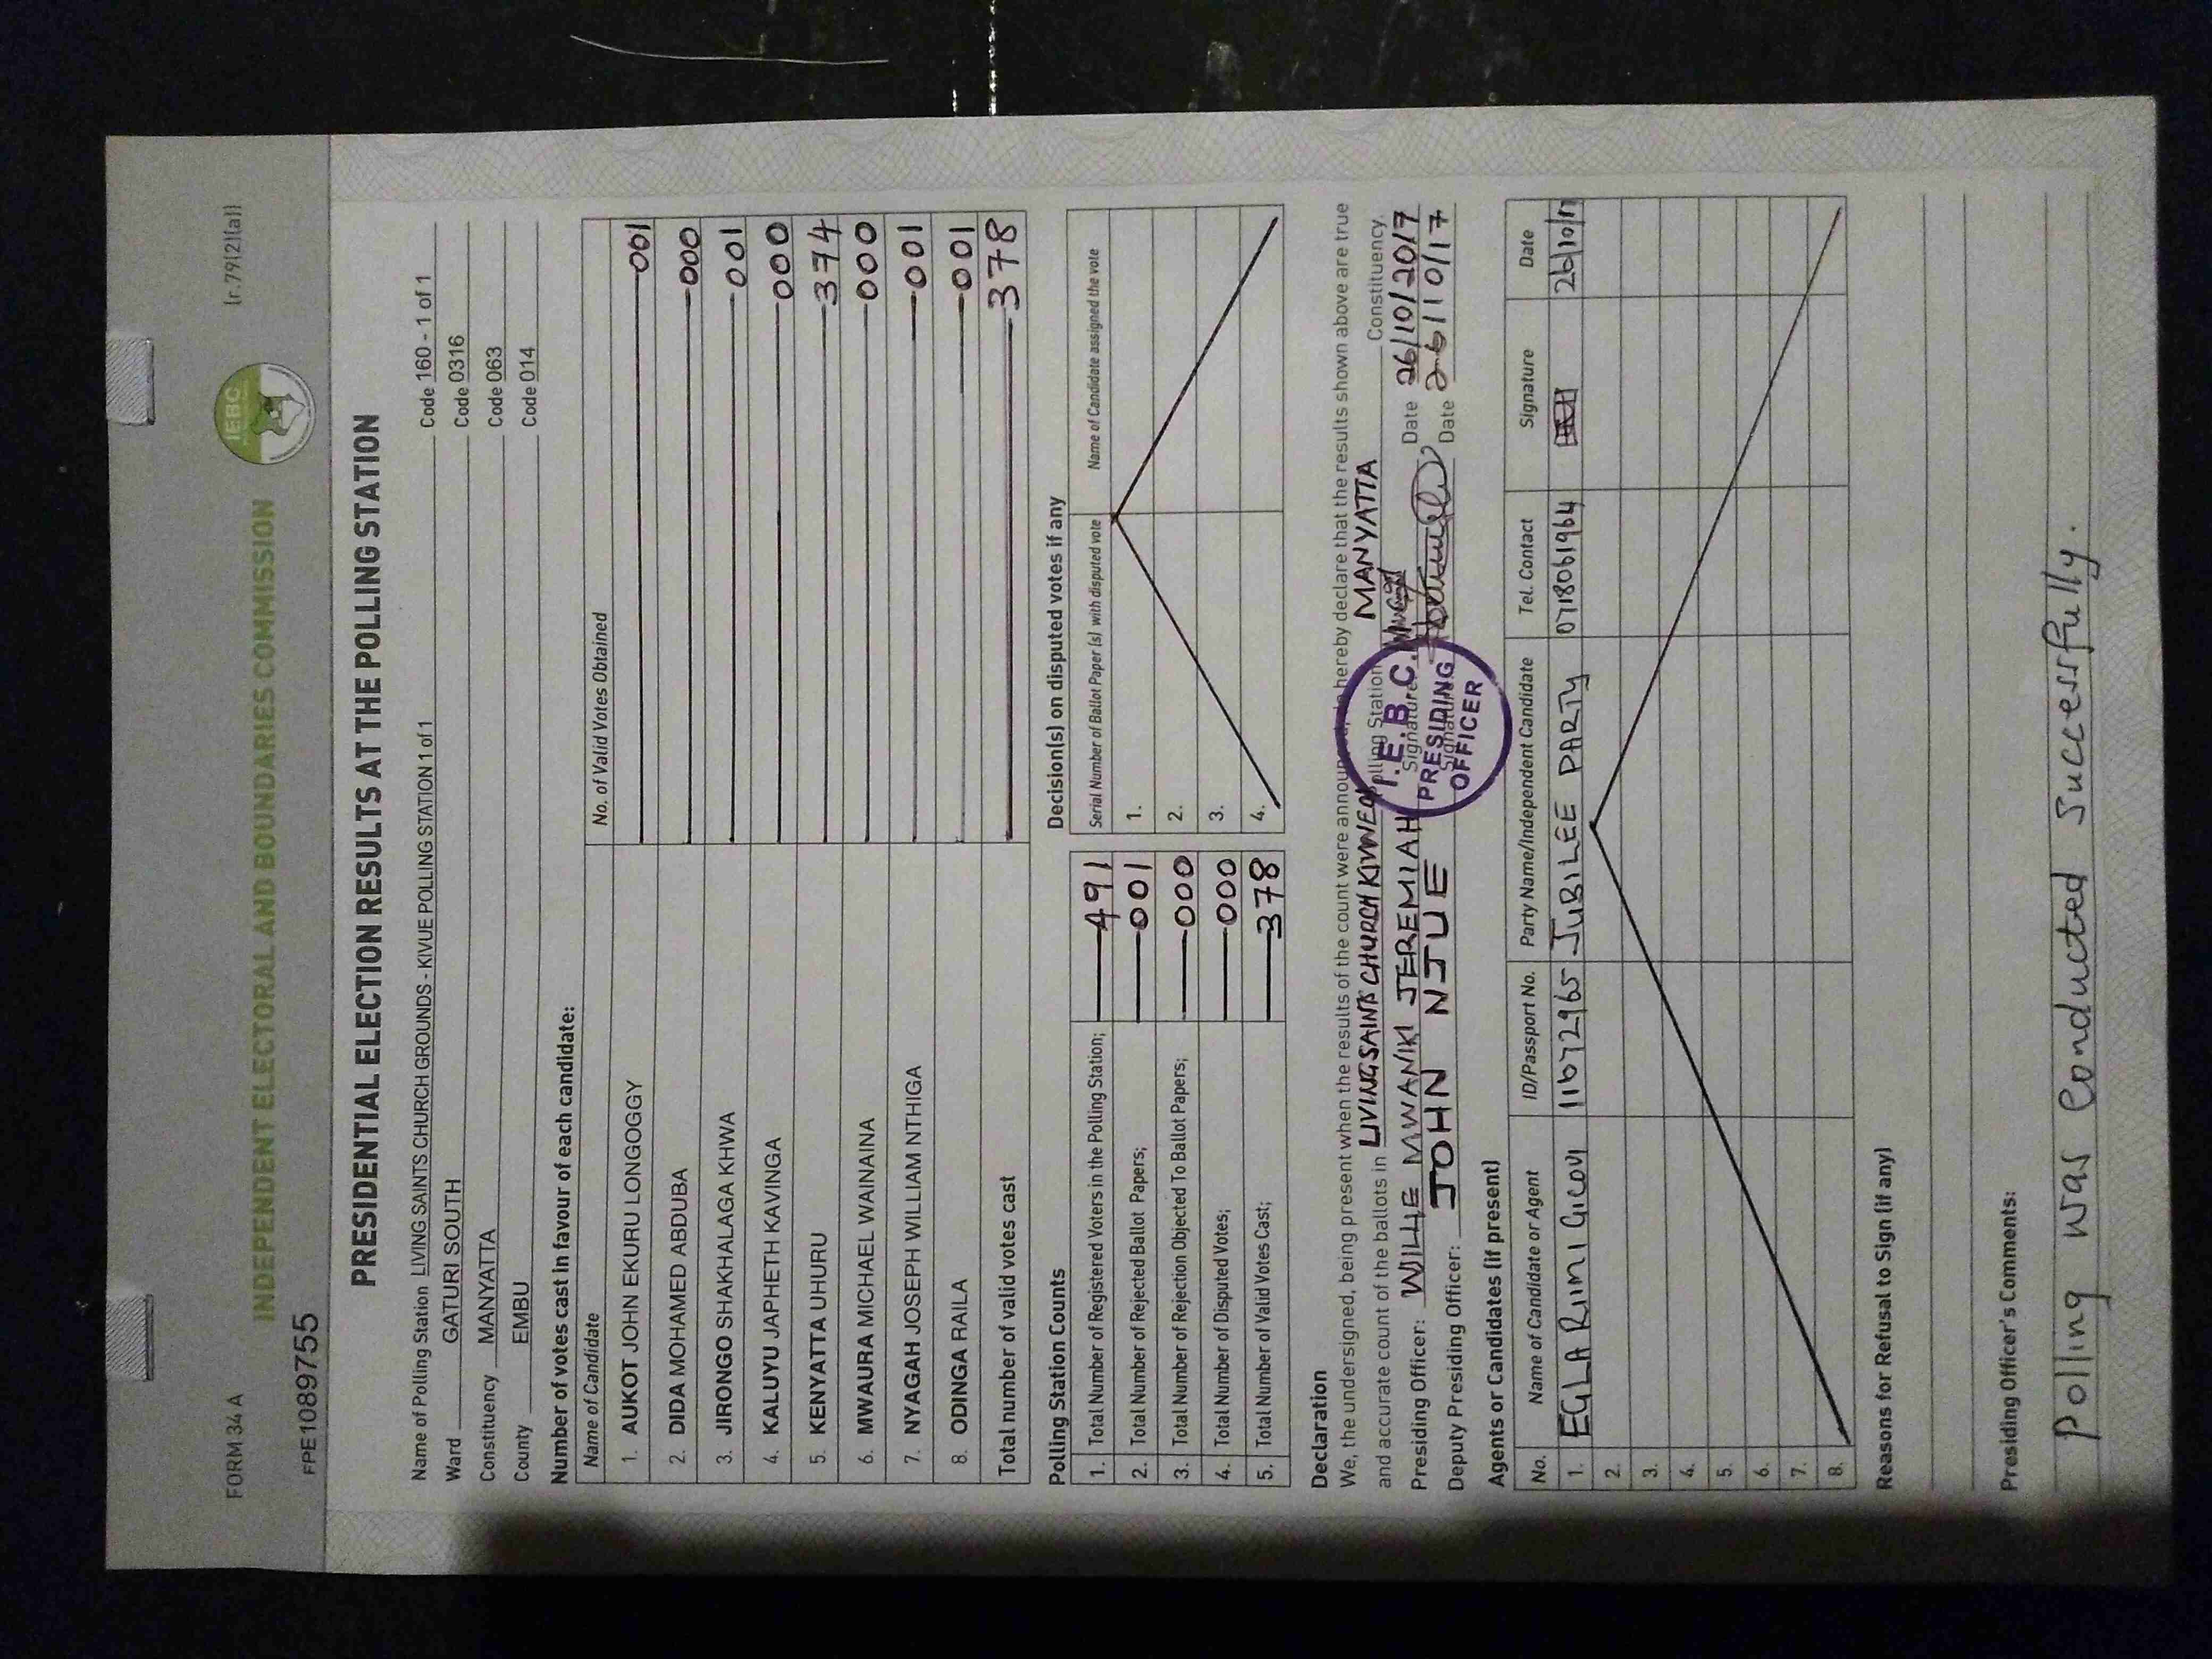 FORM 34 A
[r.79(2)(a)]
INDEPENDENT ELECTORAL AND BOUNDARIES COMMISSION
IEBC
FPE1089755
PRESIDENTIAL ELECTION RESULTS AT THE POLLING STATION
Name of Polling Station LIVING SAINTS CHURCH GROUNDS - KIVUE POLLING STATION 1 of 1 Code 160 - 1 of 1
Ward GATURI SOUTH Code 0316
Constituency MANYATTA Code 063
County EMBU Code 014
Number of votes cast in favour of each candidate:
Name of Candidate No. of Valid Votes Obtained
1. AUKOT JOHN EKURU LONGOGGY 001
2. DIDA MOHAMED ABDUBA 000
3. JIRONGO SHAKHALAGA KHWA 001
4. KALUYU JAPHETH KAVINGA 000
5. KENYATTA UHURU 374
6. MWAURA MICHAEL WAINAINA 000
7. NYAGAH JOSEPH WILLIAM NTHIGA 001
8. ODINGA RAILA 001
Total number of valid votes cast 378
Polling Station Counts
1. Total Number of Registered Voters in the Polling Station; 491
2. Total Number of Rejected Ballot Papers; 001
3. Total Number of Rejection Objected To Ballot Papers; 000
4. Total Number of Disputed Votes; 000
5. Total Number of Valid Votes Cast; 378
Decision(s) on disputed votes if any
Serial Number of Ballot Paper (s) with disputed vote Name of Candidate assigned the vote
1.
2.
3.
4.
Declaration
We, the undersigned, being present when the results of the count were announced, do hereby declare that the results shown above are true
and accurate count of the ballots in LIVING SAINTS CHURCH Polling Station MANYATTA Constituency.
Presiding Officer: WILLIE MWANIKI JEREMIAH Signature Date 26/10/2017
Deputy Presiding Officer: JOHN NJUE Signature Date 26/10/17
I.E.B.C.
PRESIDING
OFFICER
Agents or Candidates (if present)
No. Name of Candidate or Agent ID/Passport No. Party Name/Independent Candidate Tel. Contact Signature Date
1. EGLA RIIMI 11672965 JUBILEE PARTY 0718061964 26/10/17
2.
3.
4.
5.
6.
7.
8.
Reasons for Refusal to Sign (if any)
Presiding Officer's Comments:
Polling was conducted successfully.